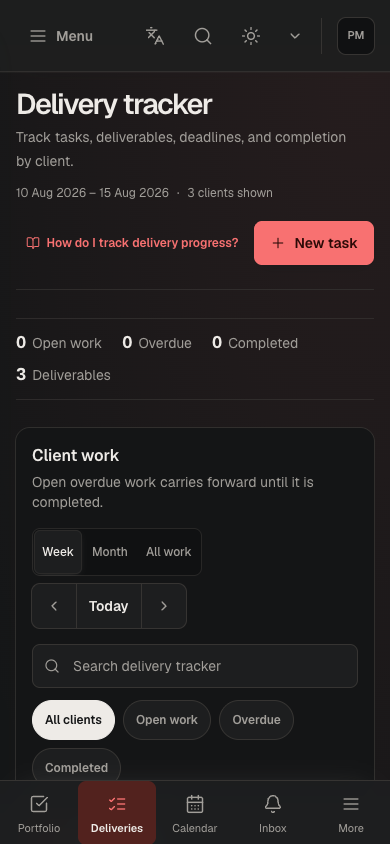 Menu
PM
Delivery tracker
Track tasks, deliverables, deadlines, and completion
by client.
10 Aug 2026 – 15 Aug 2026 · 3 clients shown
How do I track delivery progress?
New task
0 Open work 0 Overdue 0 Completed
3 Deliverables
Client work
Open overdue work carries forward until it is
completed.
Week Month All work
Today
Search delivery tracker
All clients Open work Overdue
Completed
Portfolio Deliveries Calendar Inbox More